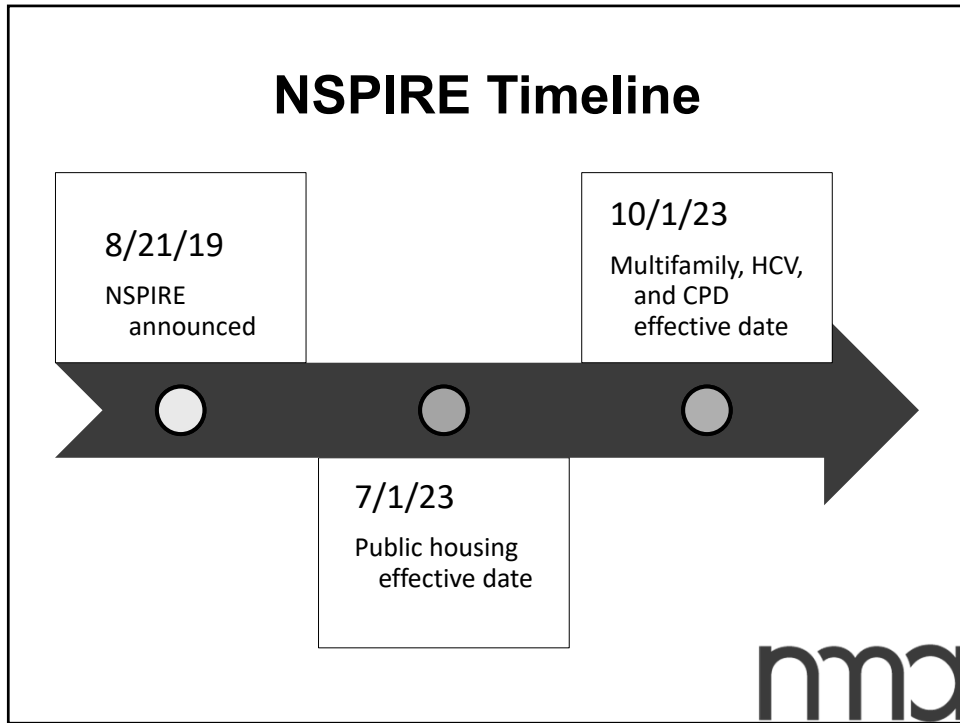 NSPIRE Timeline
8/21/19
NSPIRE
announced
7/1/23
Public housing
effective date
10/1/23
Multifamily, HCV,
and CPD
effective date
nma